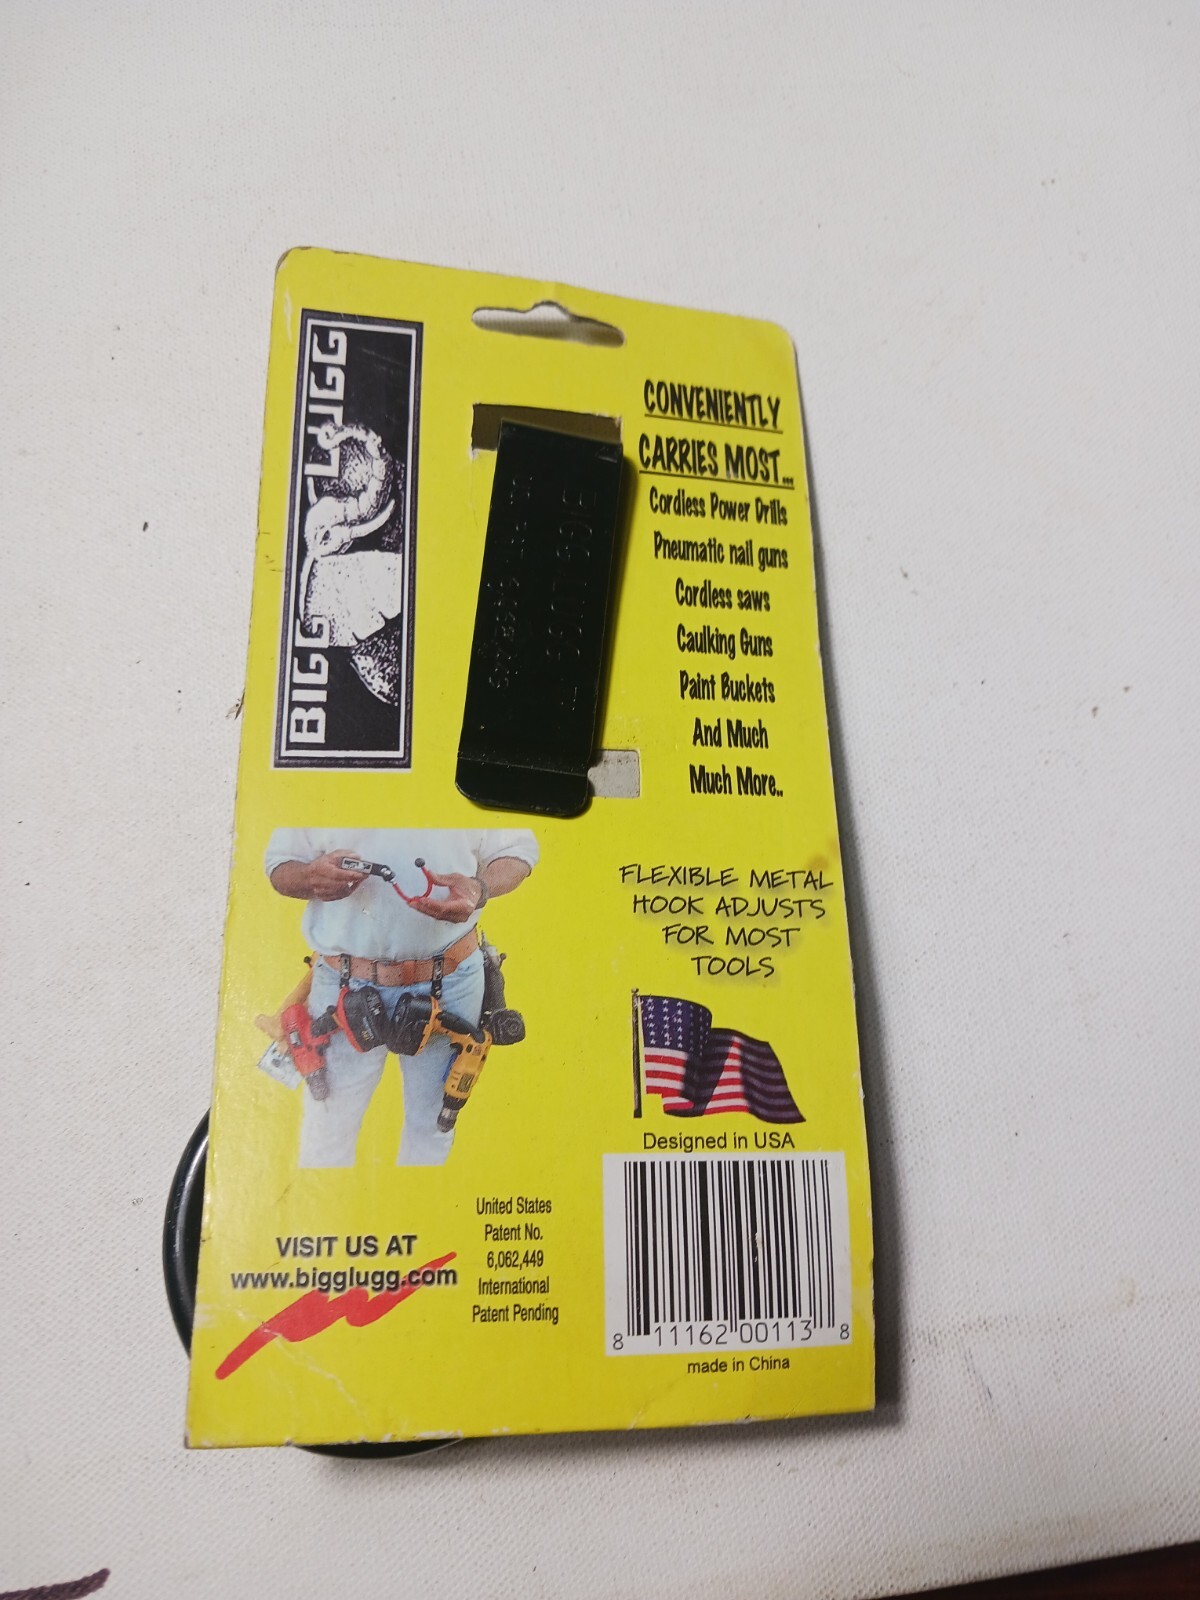 BIGG LUGG
CONVENIENTLY
CARRIES MOST...
Cordless Power Drills
Pneumatic nail guns
Cordless saws
Caulking Guns
Paint Buckets
And Much
Much More..
FLEXIBLE METAL
HOOK ADJUSTS
FOR MOST
TOOLS
Designed in USA
VISIT US AT
www.bigglugg.com
United States
Patent No.
6,062,449
International
Patent Pending
8 11162 00113 8
made in China